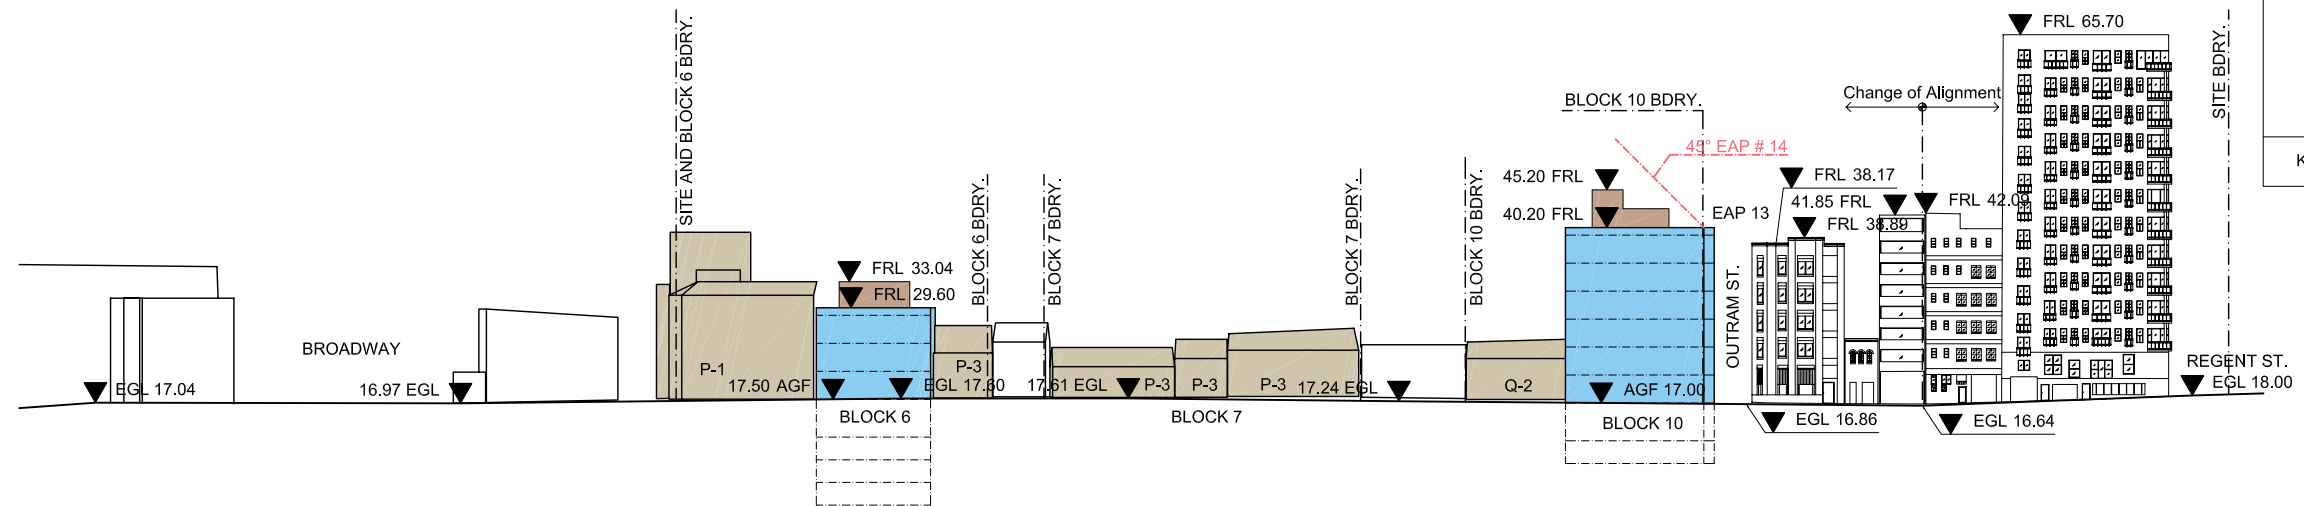 FRL 65.70
SITE BDRY.
SITE AND BLOCK 6 BDRY.
Change of Alignment
BLOCK 10 BDRY.
45° EAP # 14
K
45.20 FRL
FRL 38.17
41.85 FRL
FRL 42.09
40.20 FRL
EAP 13
FRL 38.89
BLOCK 6 BDRY.
BLOCK 7 BDRY.
BLOCK 7 BDRY.
BLOCK 10 BDRY.
FRL 33.04
FRL 29.60
OUTRAM ST.
BROADWAY
REGENT ST.
P-1
P-3
EGL 17.04
16.97 EGL
17.50 AGF
EGL 17.60
17.61 EGL
P-3
P-3
P-3
17.24 EGL
Q-2
AGF 17.00
EGL 18.00
BLOCK 6
BLOCK 7
BLOCK 10
EGL 16.86
EGL 16.64